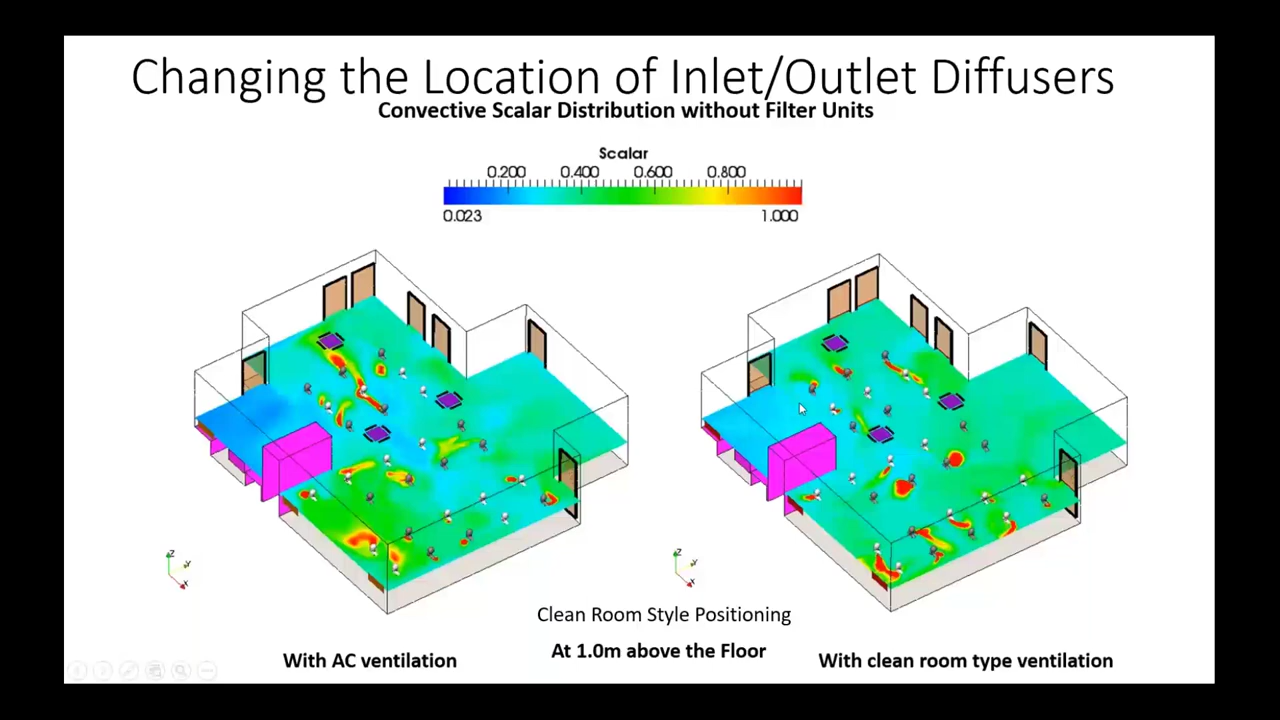 Changing the Location of Inlet/Outlet Diffusers
Convective Scalar Distribution without Filter Units
Scalar
0.200 0.400 0.600 0.800
0.023 1.000
Z
Y
X
Z
Y
X
Clean Room Style Positioning
At 1.0m above the Floor
With AC ventilation
With clean room type ventilation